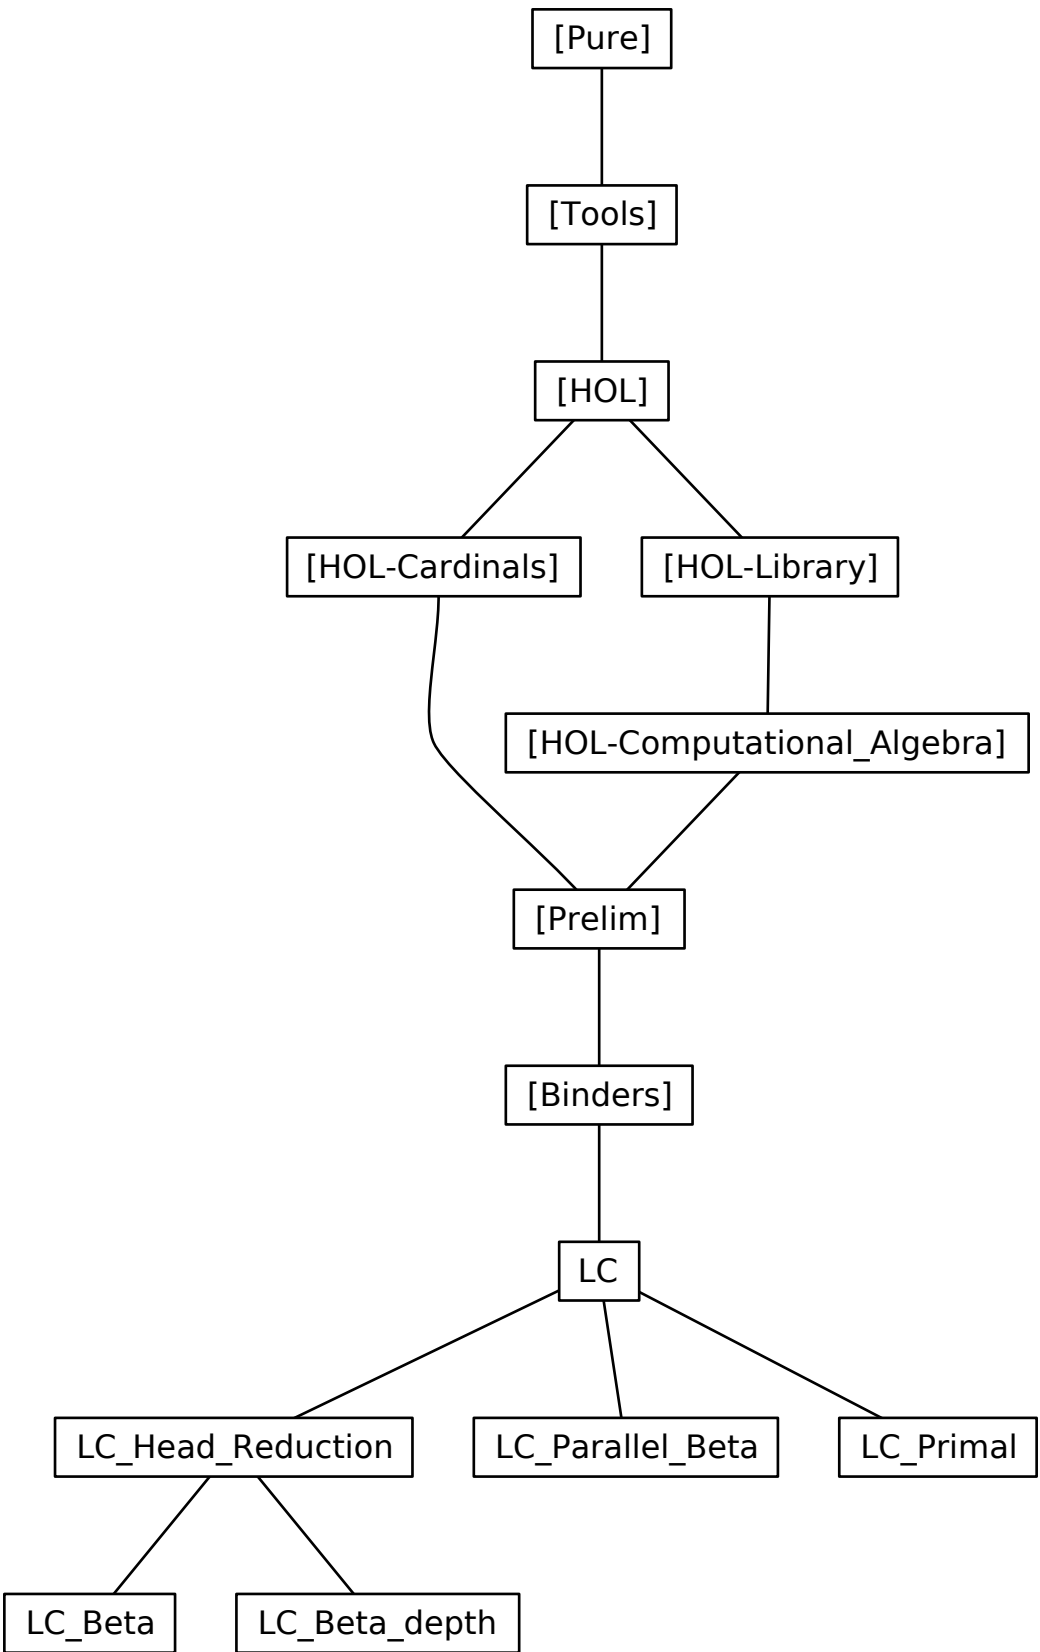 [Pure]
[Tools]
[HOL]
[HOL-Cardinals]
[HOL-Library]
[HOL-Computational_Algebra]
[Prelim]
[Binders]
LC
LC_Head_Reduction
LC_Parallel_Beta
LC_Primal
LC_Beta
LC_Beta_depth